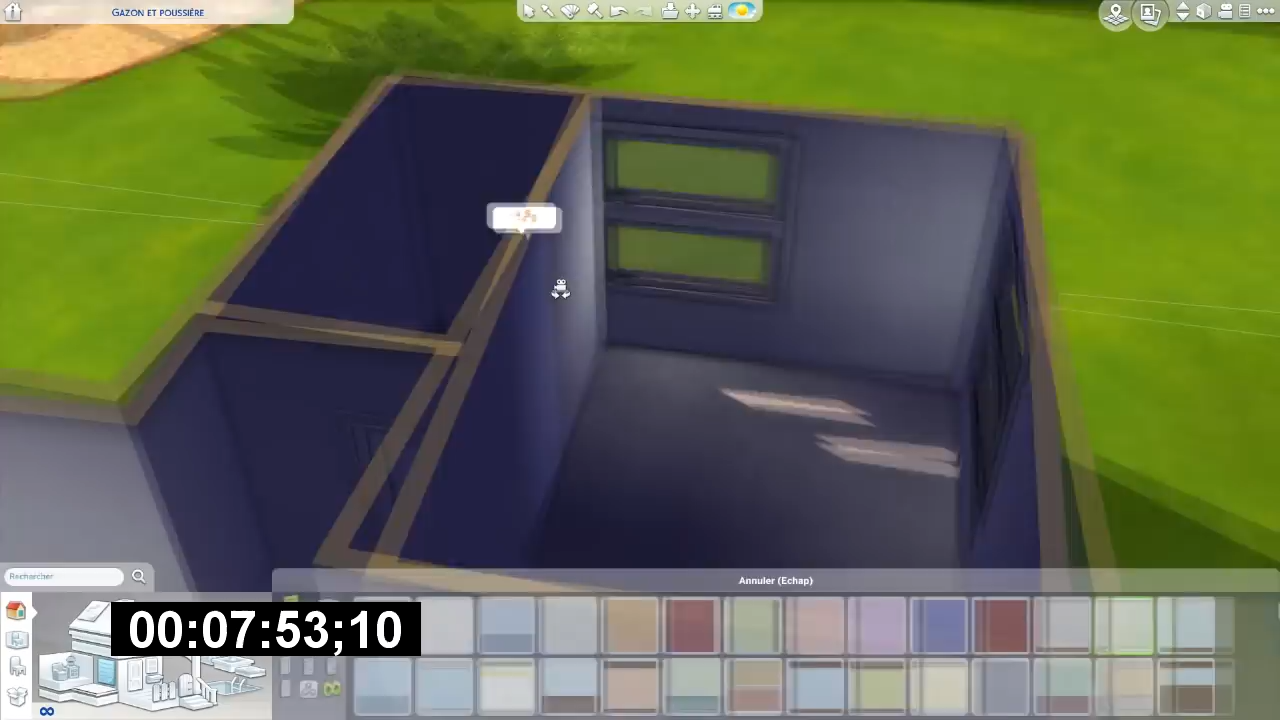 GAZON ET POUSSIÈRE
Rechercher
Annuler (Echap)
00:07:53;10